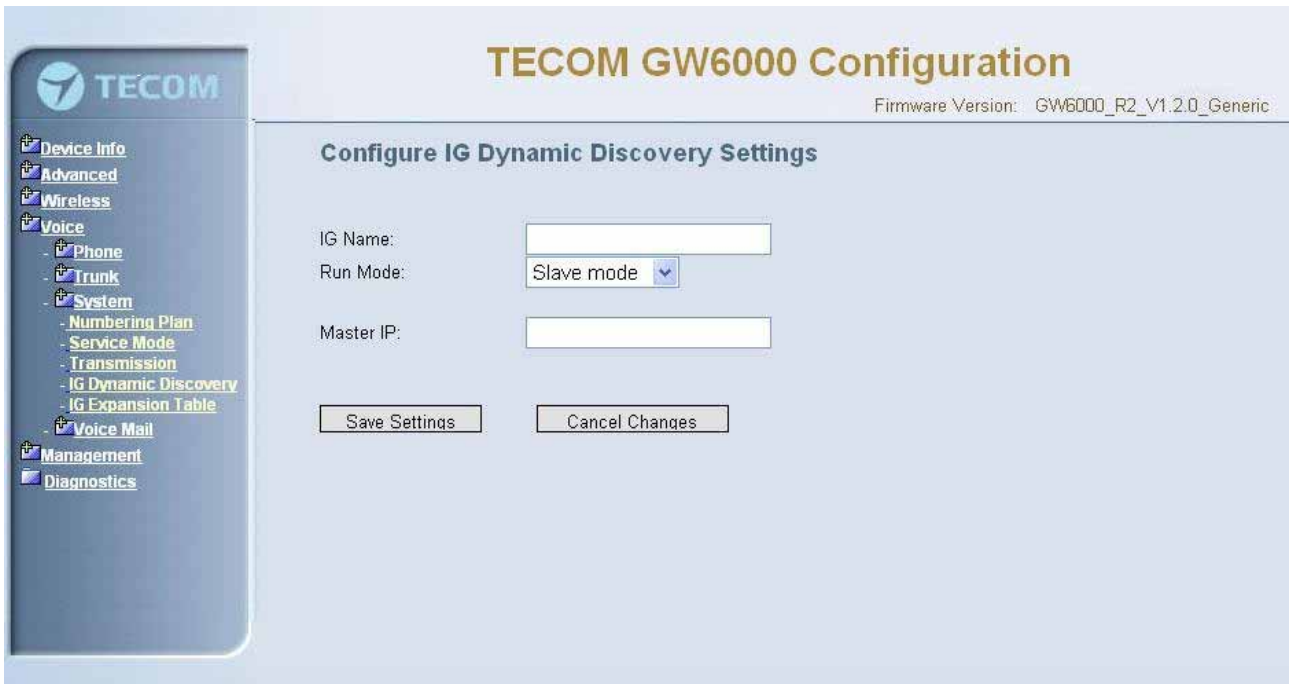 TECOM
TECOM GW6000 Configuration
Firmware Version: GW6000_R2_V1.2.0_Generic
Device Info
Advanced
Wireless
Voice
- Phone
- Trunk
- System
- Numbering Plan
- Service Mode
- Transmission
- IG Dynamic Discovery
- IG Expansion Table
- Voice Mail
Management
Diagnostics
Configure IG Dynamic Discovery Settings
IG Name:
Run Mode: Slave mode
Master IP:
Save Settings Cancel Changes